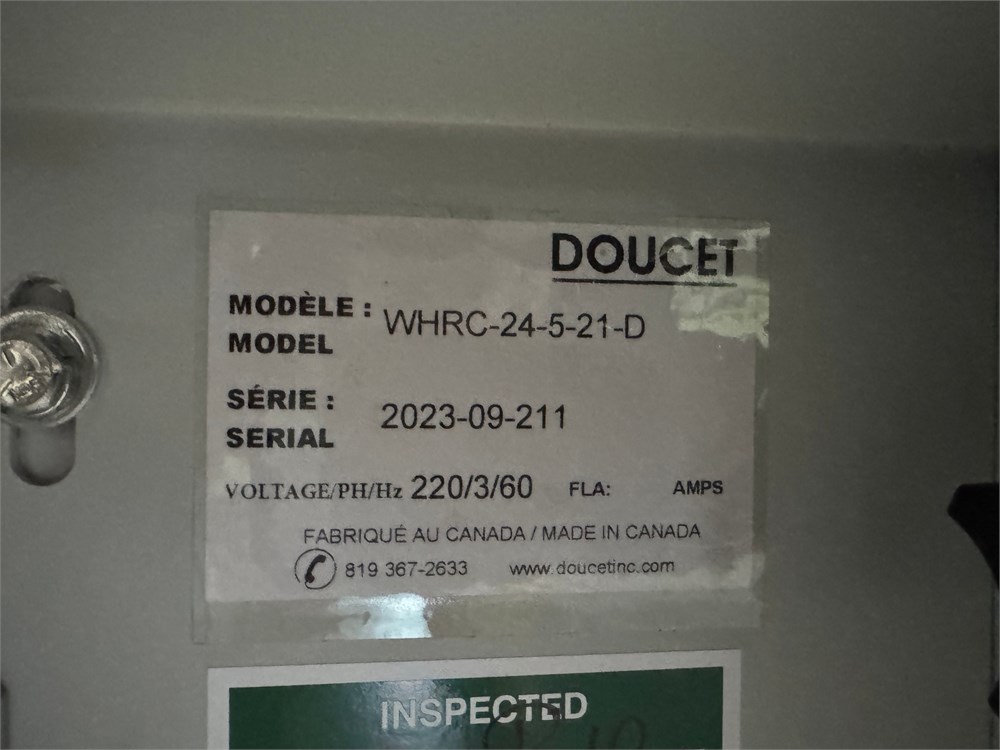 DOUCET
MODÈLE : WHRC-24-5-21-D
MODEL
SÉRIE : 2023-09-211
SERIAL
VOLTAGE/PH/Hz 220/3/60 FLA: AMPS
FABRIQUÉ AU CANADA / MADE IN CANADA
819 367-2633 www.doucetinc.com
INSPECTED